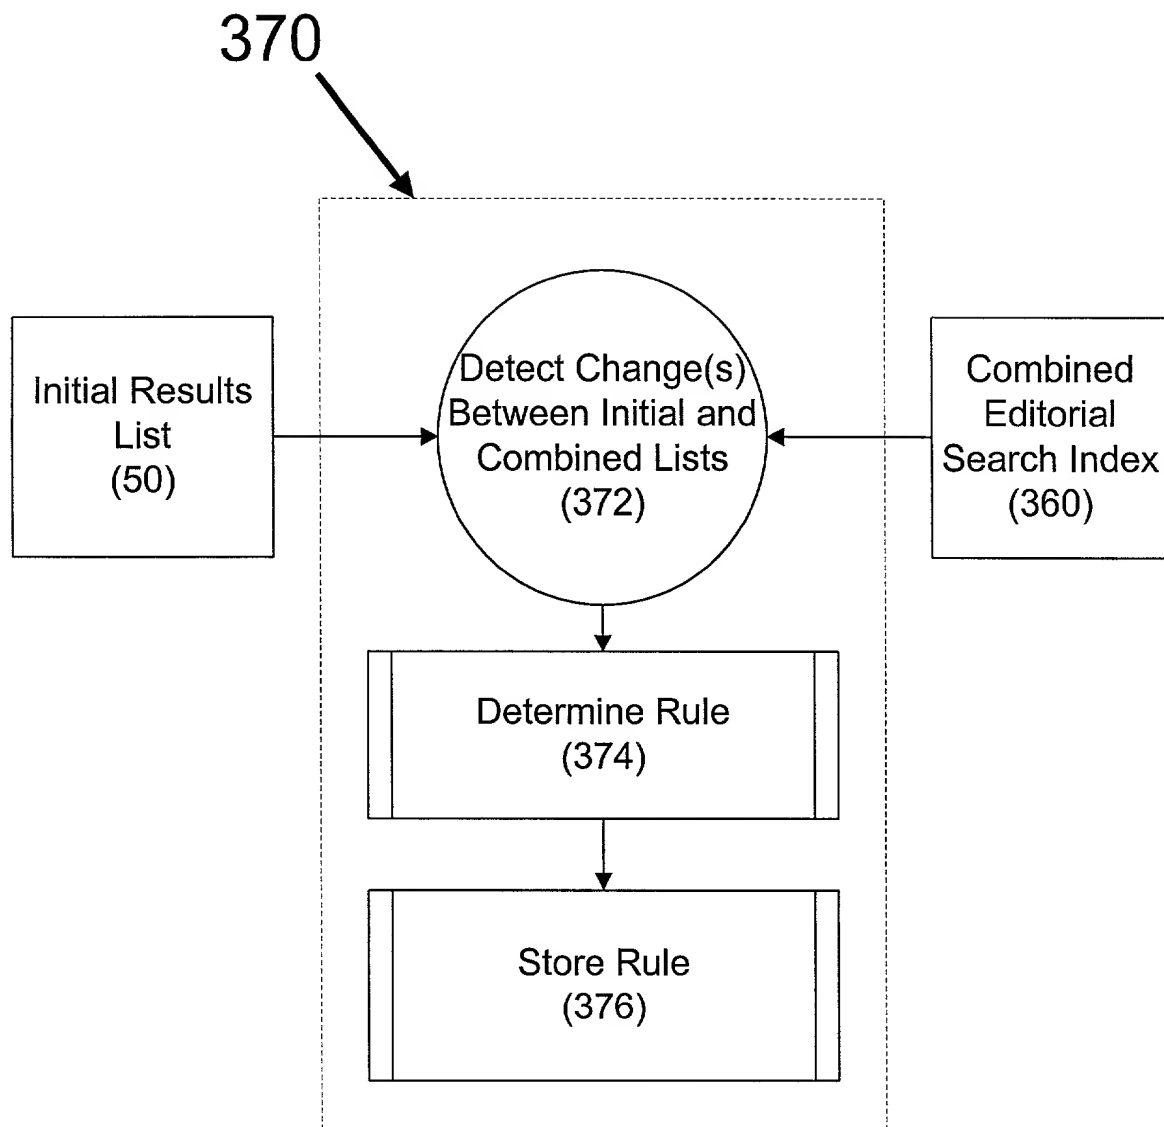 370
Initial Results
List
(50)
Detect Change(s)
Between Initial and
Combined Lists
(372)
Combined
Editorial
Search Index
(360)
Determine Rule
(374)
Store Rule
(376)